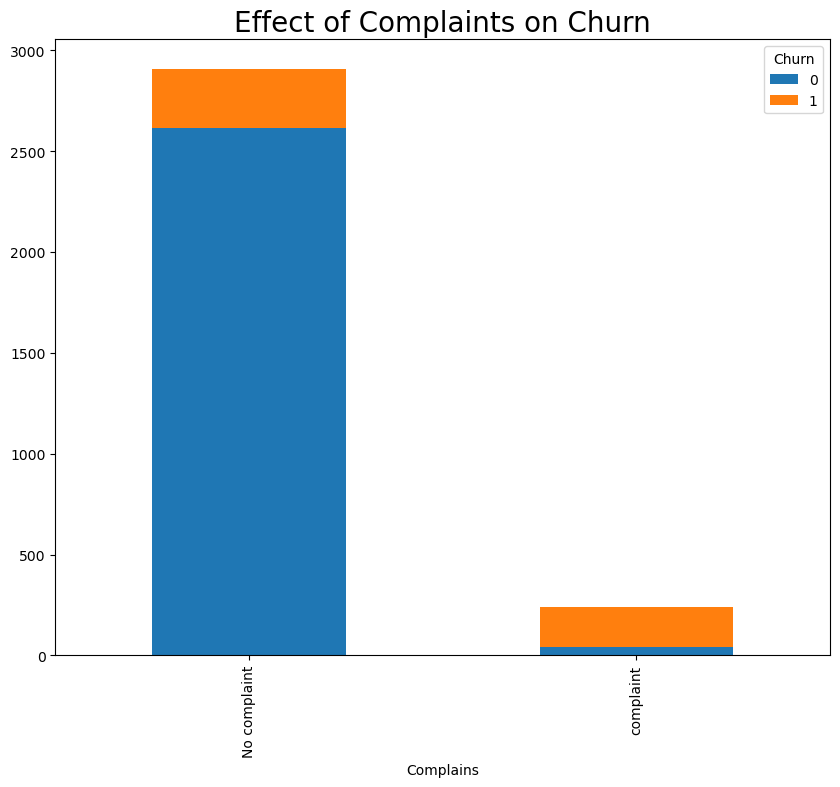 Effect of Complaints on Churn
3000
2500
2000
1500
1000
500
0
Churn
0
1
No complaint
complaint
Complains